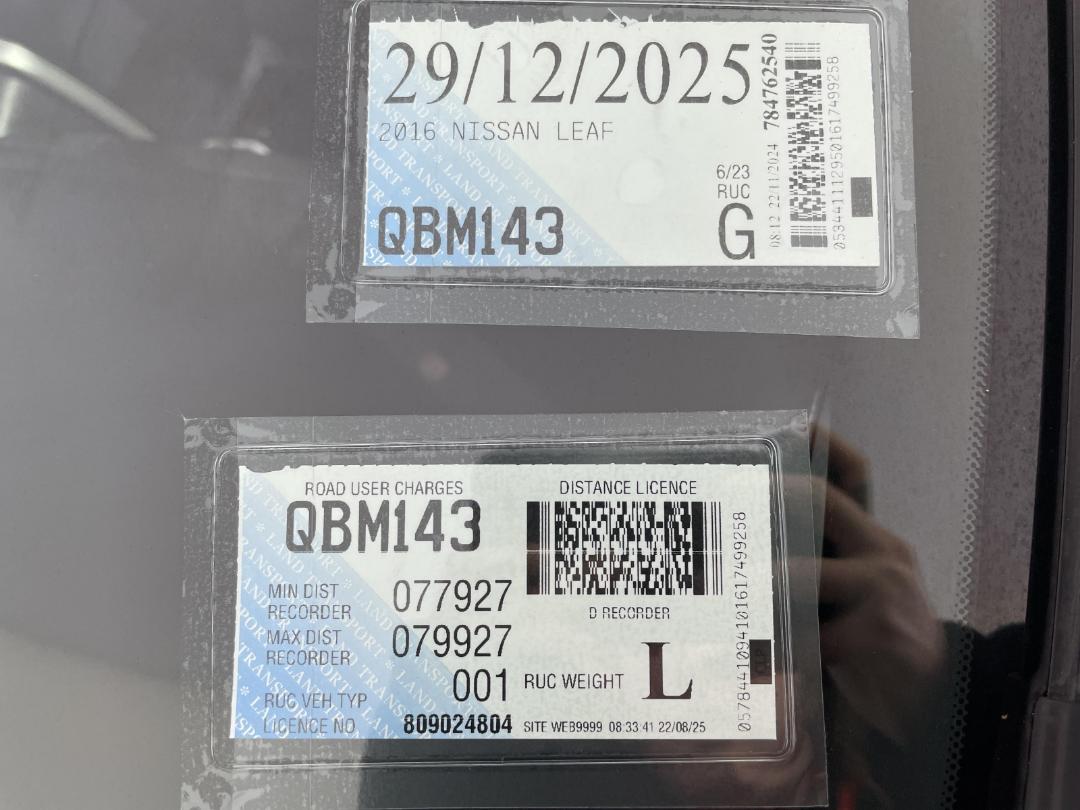 29/12/2025
2016 NISSAN LEAF
6/23
RUC
QBM143
G
08:12 22/11/2024 784762540
0534411129501617499258
ROAD USER CHARGES
QBM143
DISTANCE LICENCE
MIN DIST
RECORDER
077927
D RECORDER
MAX DIST
RECORDER
079927
RUC VEH TYP
001
RUC WEIGHT
L
LICENCE NO
809024804
SITE WEB9999 08:33:41 22/08/25
0578441094101617499258